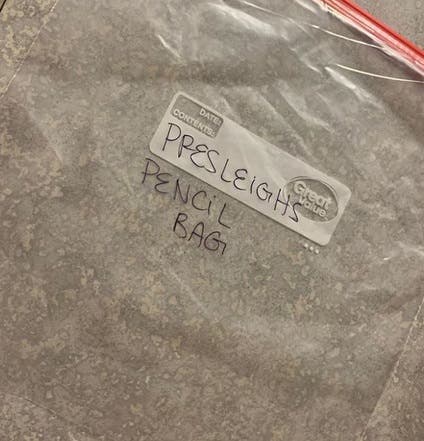 DATE:
CONTENTS:
PRESLEIGHS
Great
Value
PENCIL
BAG